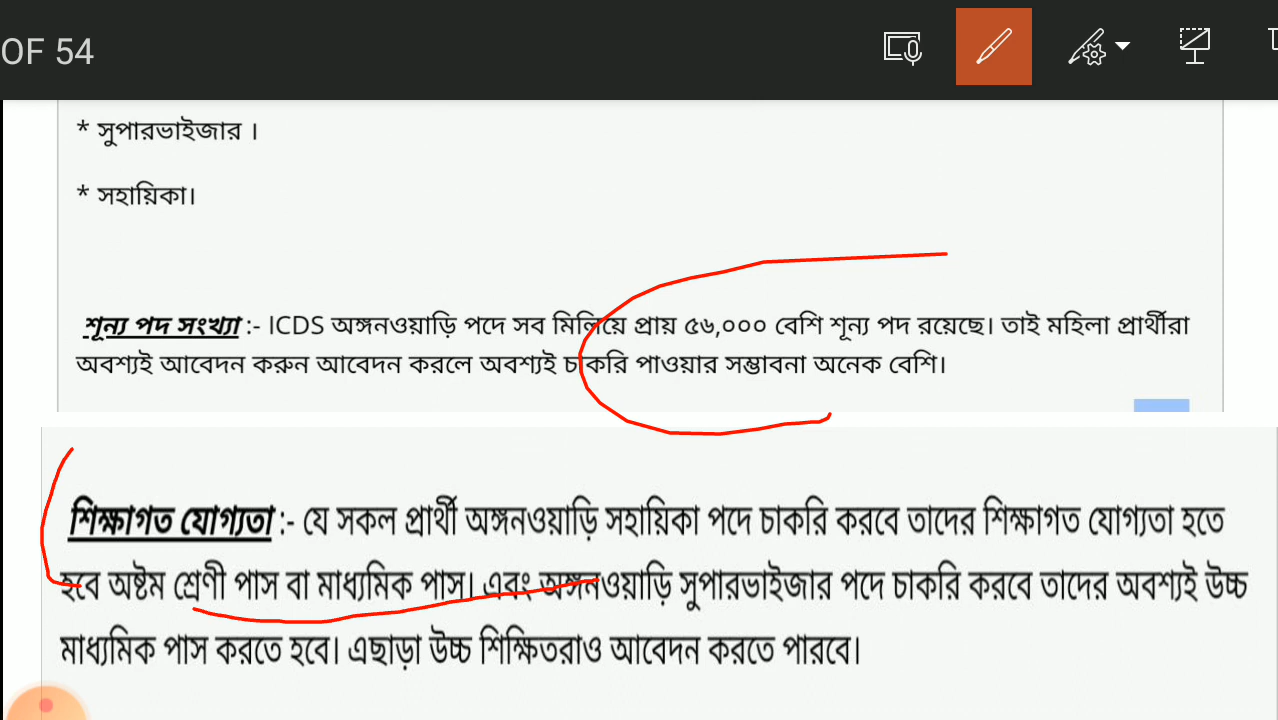 OF 54
* সুপারভাইজার ।
* সহায়িকা।
শূন্য পদ সংখ্যা :- ICDS অঙ্গনওয়াড়ি পদে সব মিলিয়ে প্রায় ৫৬,০০০ বেশি শূন্য পদ রয়েছে। তাই মহিলা প্রার্থীরা
অবশ্যই আবেদন করুন আবেদন করলে অবশ্যই চাকরি পাওয়ার সম্ভাবনা অনেক বেশি।
শিক্ষাগত যোগ্যতা :- যে সকল প্রার্থী অঙ্গনওয়াড়ি সহায়িকা পদে চাকরি করবে তাদের শিক্ষাগত যোগ্যতা হতে
হবে অষ্টম শ্রেণী পাস বা মাধ্যমিক পাস। এবং অঙ্গনওয়াড়ি সুপারভাইজার পদে চাকরি করবে তাদের অবশ্যই উচ্চ
মাধ্যমিক পাস করতে হবে। এছাড়া উচ্চ শিক্ষিতরাও আবেদন করতে পারবে।